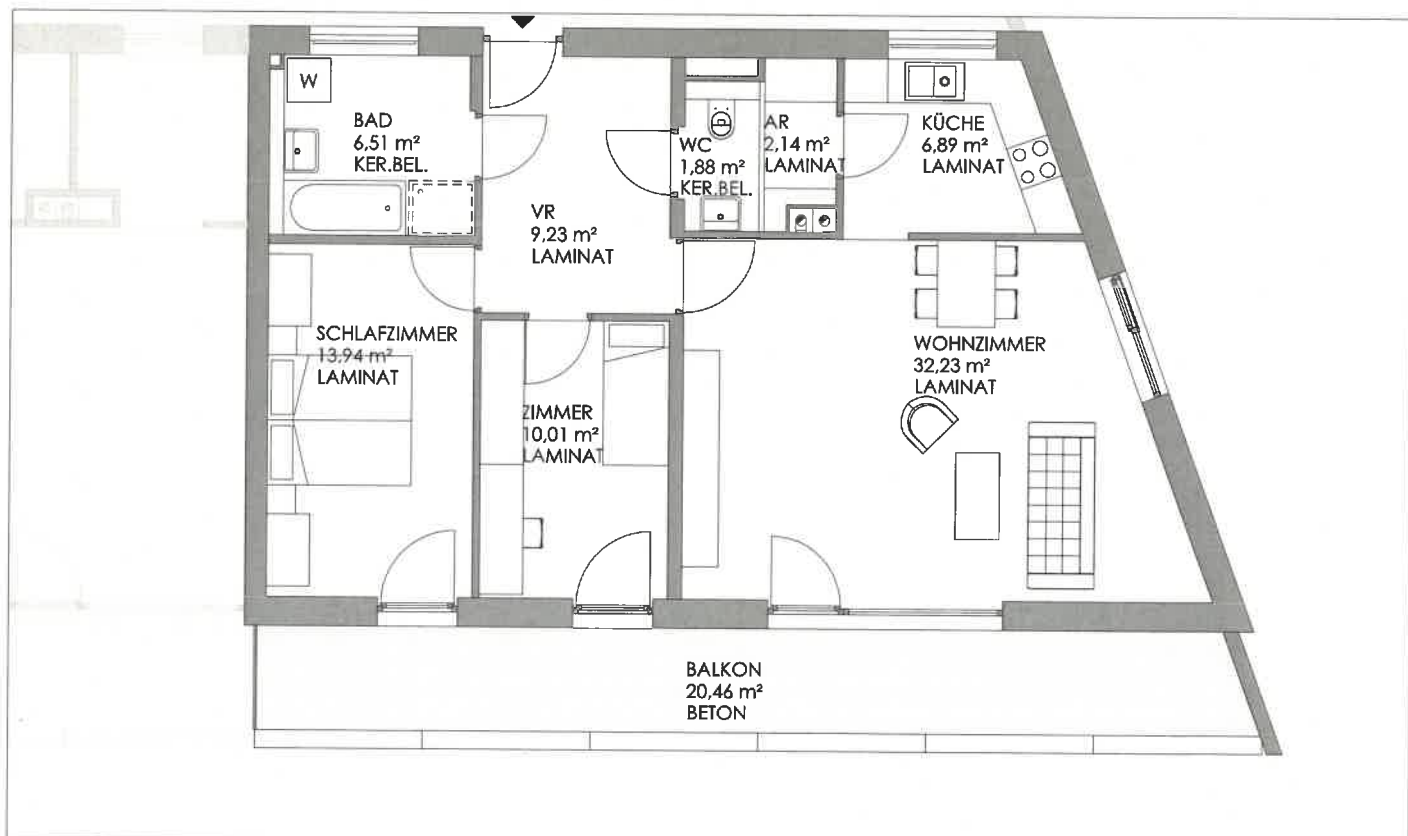 W
BAD
6,51 m²
KER.BEL.
VR
9,23 m²
LAMINAT
WC
1,88 m²
KER.BEL.
AR
2,14 m²
LAMINAT
KÜCHE
6,89 m²
LAMINAT
SCHLAFZIMMER
13,94 m²
LAMINAT
ZIMMER
10,01 m²
LAMINAT
WOHNZIMMER
32,23 m²
LAMINAT
BALKON
20,46 m²
BETON